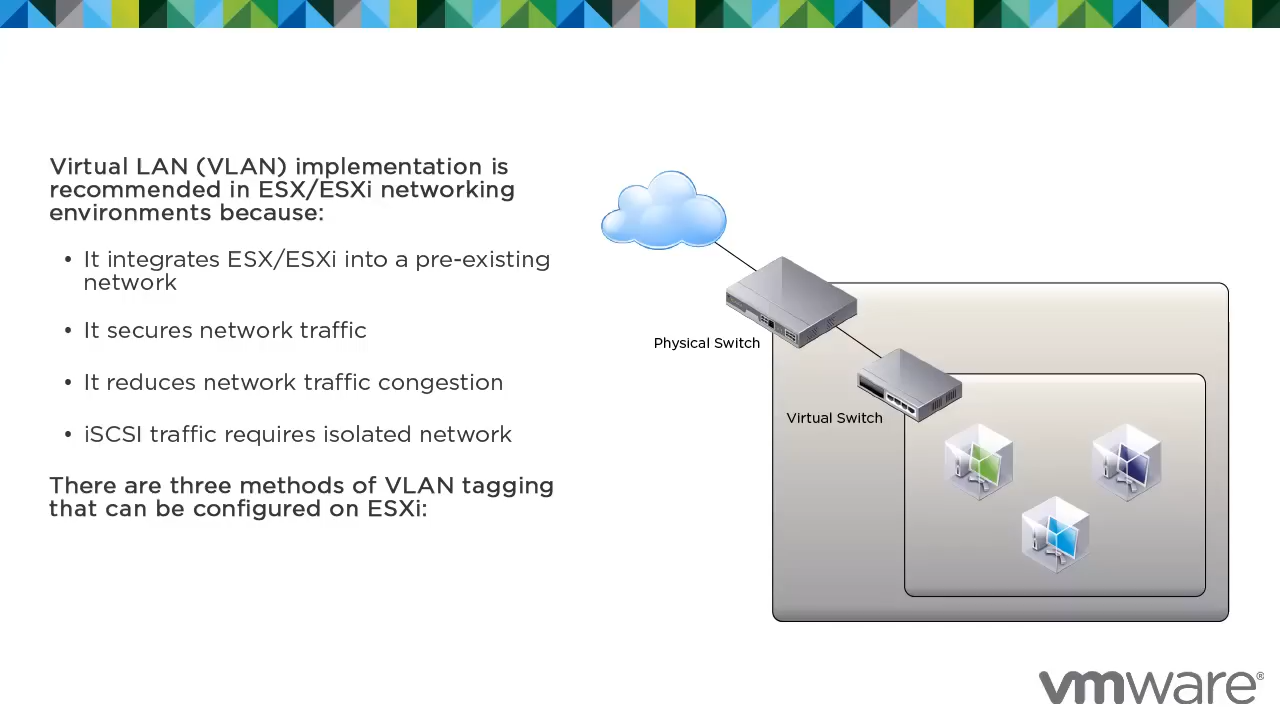 Virtual LAN (VLAN) implementation is
recommended in ESX/ESXi networking
environments because:
• It integrates ESX/ESXi into a pre-existing
network
• It secures network traffic
• It reduces network traffic congestion
• iSCSI traffic requires isolated network
There are three methods of VLAN tagging
that can be configured on ESXi:
Physical Switch
Virtual Switch
vmware®